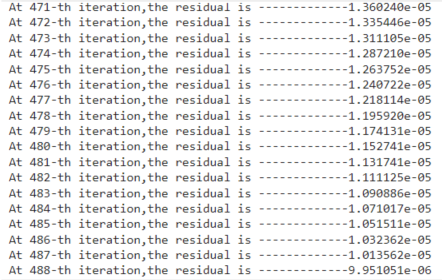 At 471-th iteration,the residual is -------------1.360240e-05
At 472-th iteration,the residual is -------------1.335446e-05
At 473-th iteration,the residual is -------------1.311105e-05
At 474-th iteration,the residual is -------------1.287210e-05
At 475-th iteration,the residual is -------------1.263752e-05
At 476-th iteration,the residual is -------------1.240722e-05
At 477-th iteration,the residual is -------------1.218114e-05
At 478-th iteration,the residual is -------------1.195920e-05
At 479-th iteration,the residual is -------------1.174131e-05
At 480-th iteration,the residual is -------------1.152741e-05
At 481-th iteration,the residual is -------------1.131741e-05
At 482-th iteration,the residual is -------------1.111125e-05
At 483-th iteration,the residual is -------------1.090886e-05
At 484-th iteration,the residual is -------------1.071017e-05
At 485-th iteration,the residual is -------------1.051511e-05
At 486-th iteration,the residual is -------------1.032362e-05
At 487-th iteration,the residual is -------------1.013562e-05
At 488-th iteration,the residual is -------------9.951051e-06